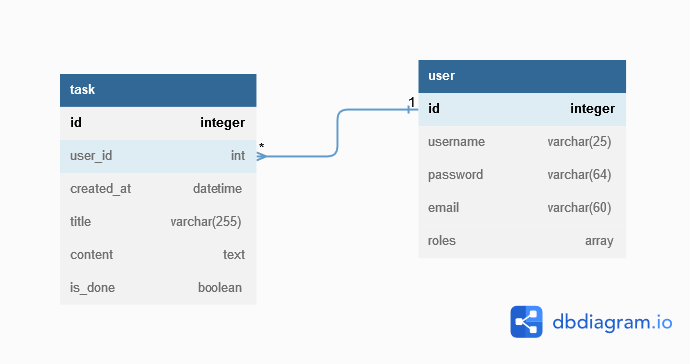 task
id integer
user_id int
created_at datetime
title varchar(255)
content text
is_done boolean
*
1
user
id integer
username varchar(25)
password varchar(64)
email varchar(60)
roles array
dbdiagram.io